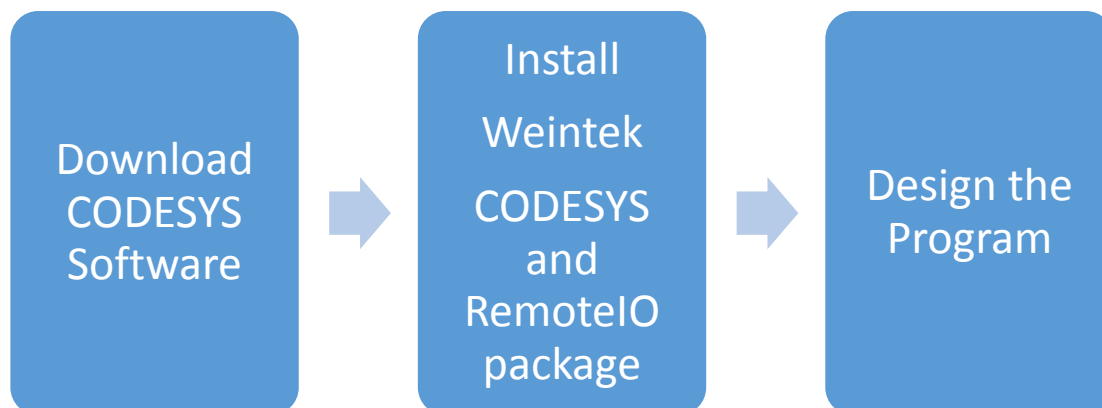 Download
CODESYS
Software
Install
Weintek
CODESYS
and
RemoteIO
package
Design the
Program